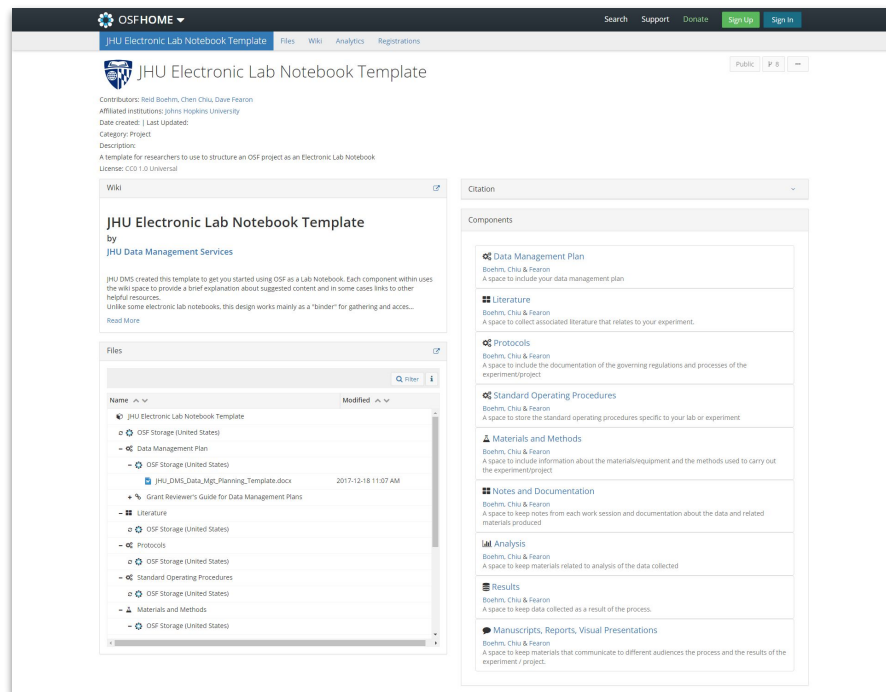 OSFHOME
Search Support Donate Sign Up Sign In
JHU Electronic Lab Notebook Template Files Wiki Analytics Registrations
JHU Electronic Lab Notebook Template
Public 8
Contributors: Reid Boehm, Chen Chiu, Dave Fearon
Affiliated institutions: Johns Hopkins University
Date created: | Last Updated:
Category: Project
Description:
A template for researchers to use to structure an OSF project as an Electronic Lab Notebook
License: CC0 1.0 Universal
Wiki
JHU Electronic Lab Notebook Template
by
JHU Data Management Services
JHU DMS created this template to get you started using OSF as a Lab Notebook. Each component within uses
the wiki space to provide a brief explanation about suggested content and in some cases links to other
helpful resources.
Unlike some electronic lab notebooks, this design works mainly as a "binder" for gathering and acces...
Read More
Files
Filter i
Name Modified
JHU Electronic Lab Notebook Template
OSF Storage (United States)
Data Management Plan
OSF Storage (United States)
JHU_DMS_Data_Mgt_Planning_Template.docx 2017-12-18 11:07 AM
Grant Reviewer's Guide for Data Management Plans
Literature
OSF Storage (United States)
Protocols
OSF Storage (United States)
Standard Operating Procedures
OSF Storage (United States)
Materials and Methods
OSF Storage (United States)
Citation
Components
Data Management Plan
Boehm, Chiu & Fearon
A space to include your data management plan
Literature
Boehm, Chiu & Fearon
A space to collect associated literature that relates to your experiment.
Protocols
Boehm, Chiu & Fearon
A space to include the documentation of the governing regulations and processes of the
experiment/project
Standard Operating Procedures
Boehm, Chiu & Fearon
A space to store the standard operating procedures specific to your lab or experiment
Materials and Methods
Boehm, Chiu & Fearon
A space to include information about the materials/equipment and the methods used to carry out
the experiment/project
Notes and Documentation
Boehm, Chiu & Fearon
A space to keep notes from each work session and documentation about the data and related
materials produced
Analysis
Boehm, Chiu & Fearon
A space to keep materials related to analysis of the data collected
Results
Boehm, Chiu & Fearon
A space to keep data collected as a result of the process.
Manuscripts, Reports, Visual Presentations
Boehm, Chiu & Fearon
A space to keep materials that communicate to different audiences the process and the results of the
experiment / project.